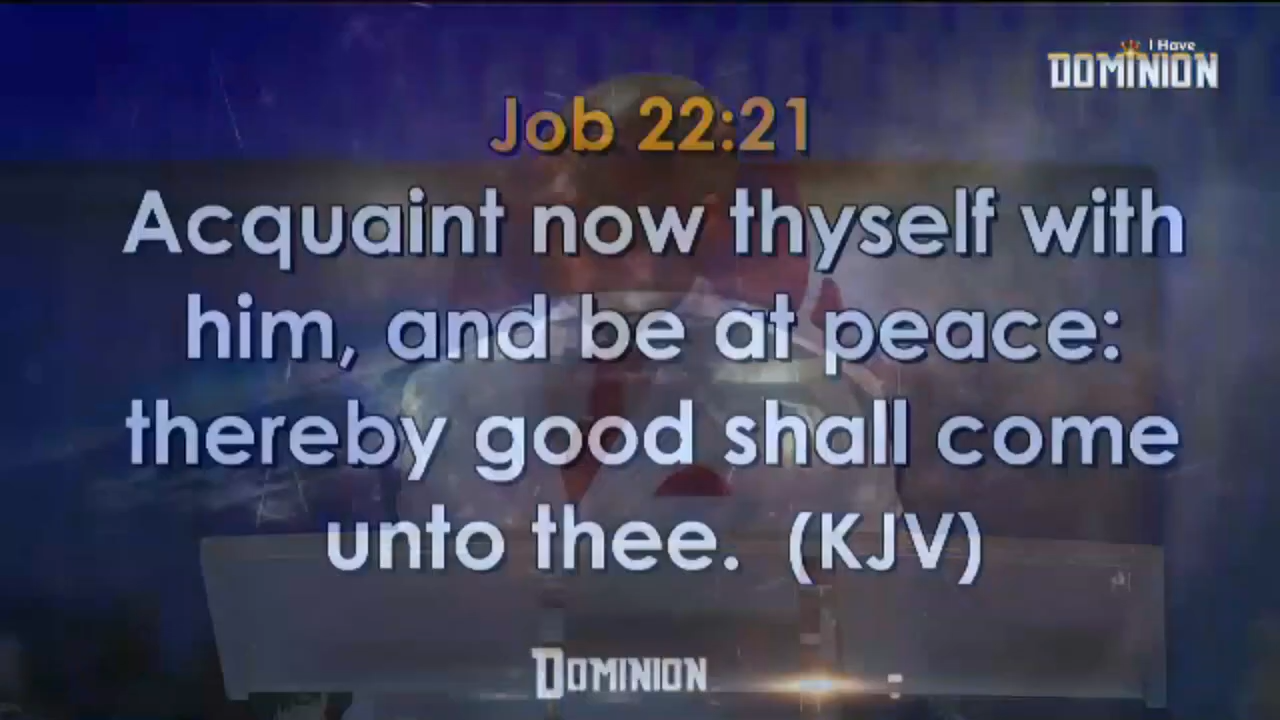 I Have
DOMINION
Job 22:21
Acquaint now thyself with
him, and be at peace:
thereby good shall come
unto thee. (KJV)
DOMINION